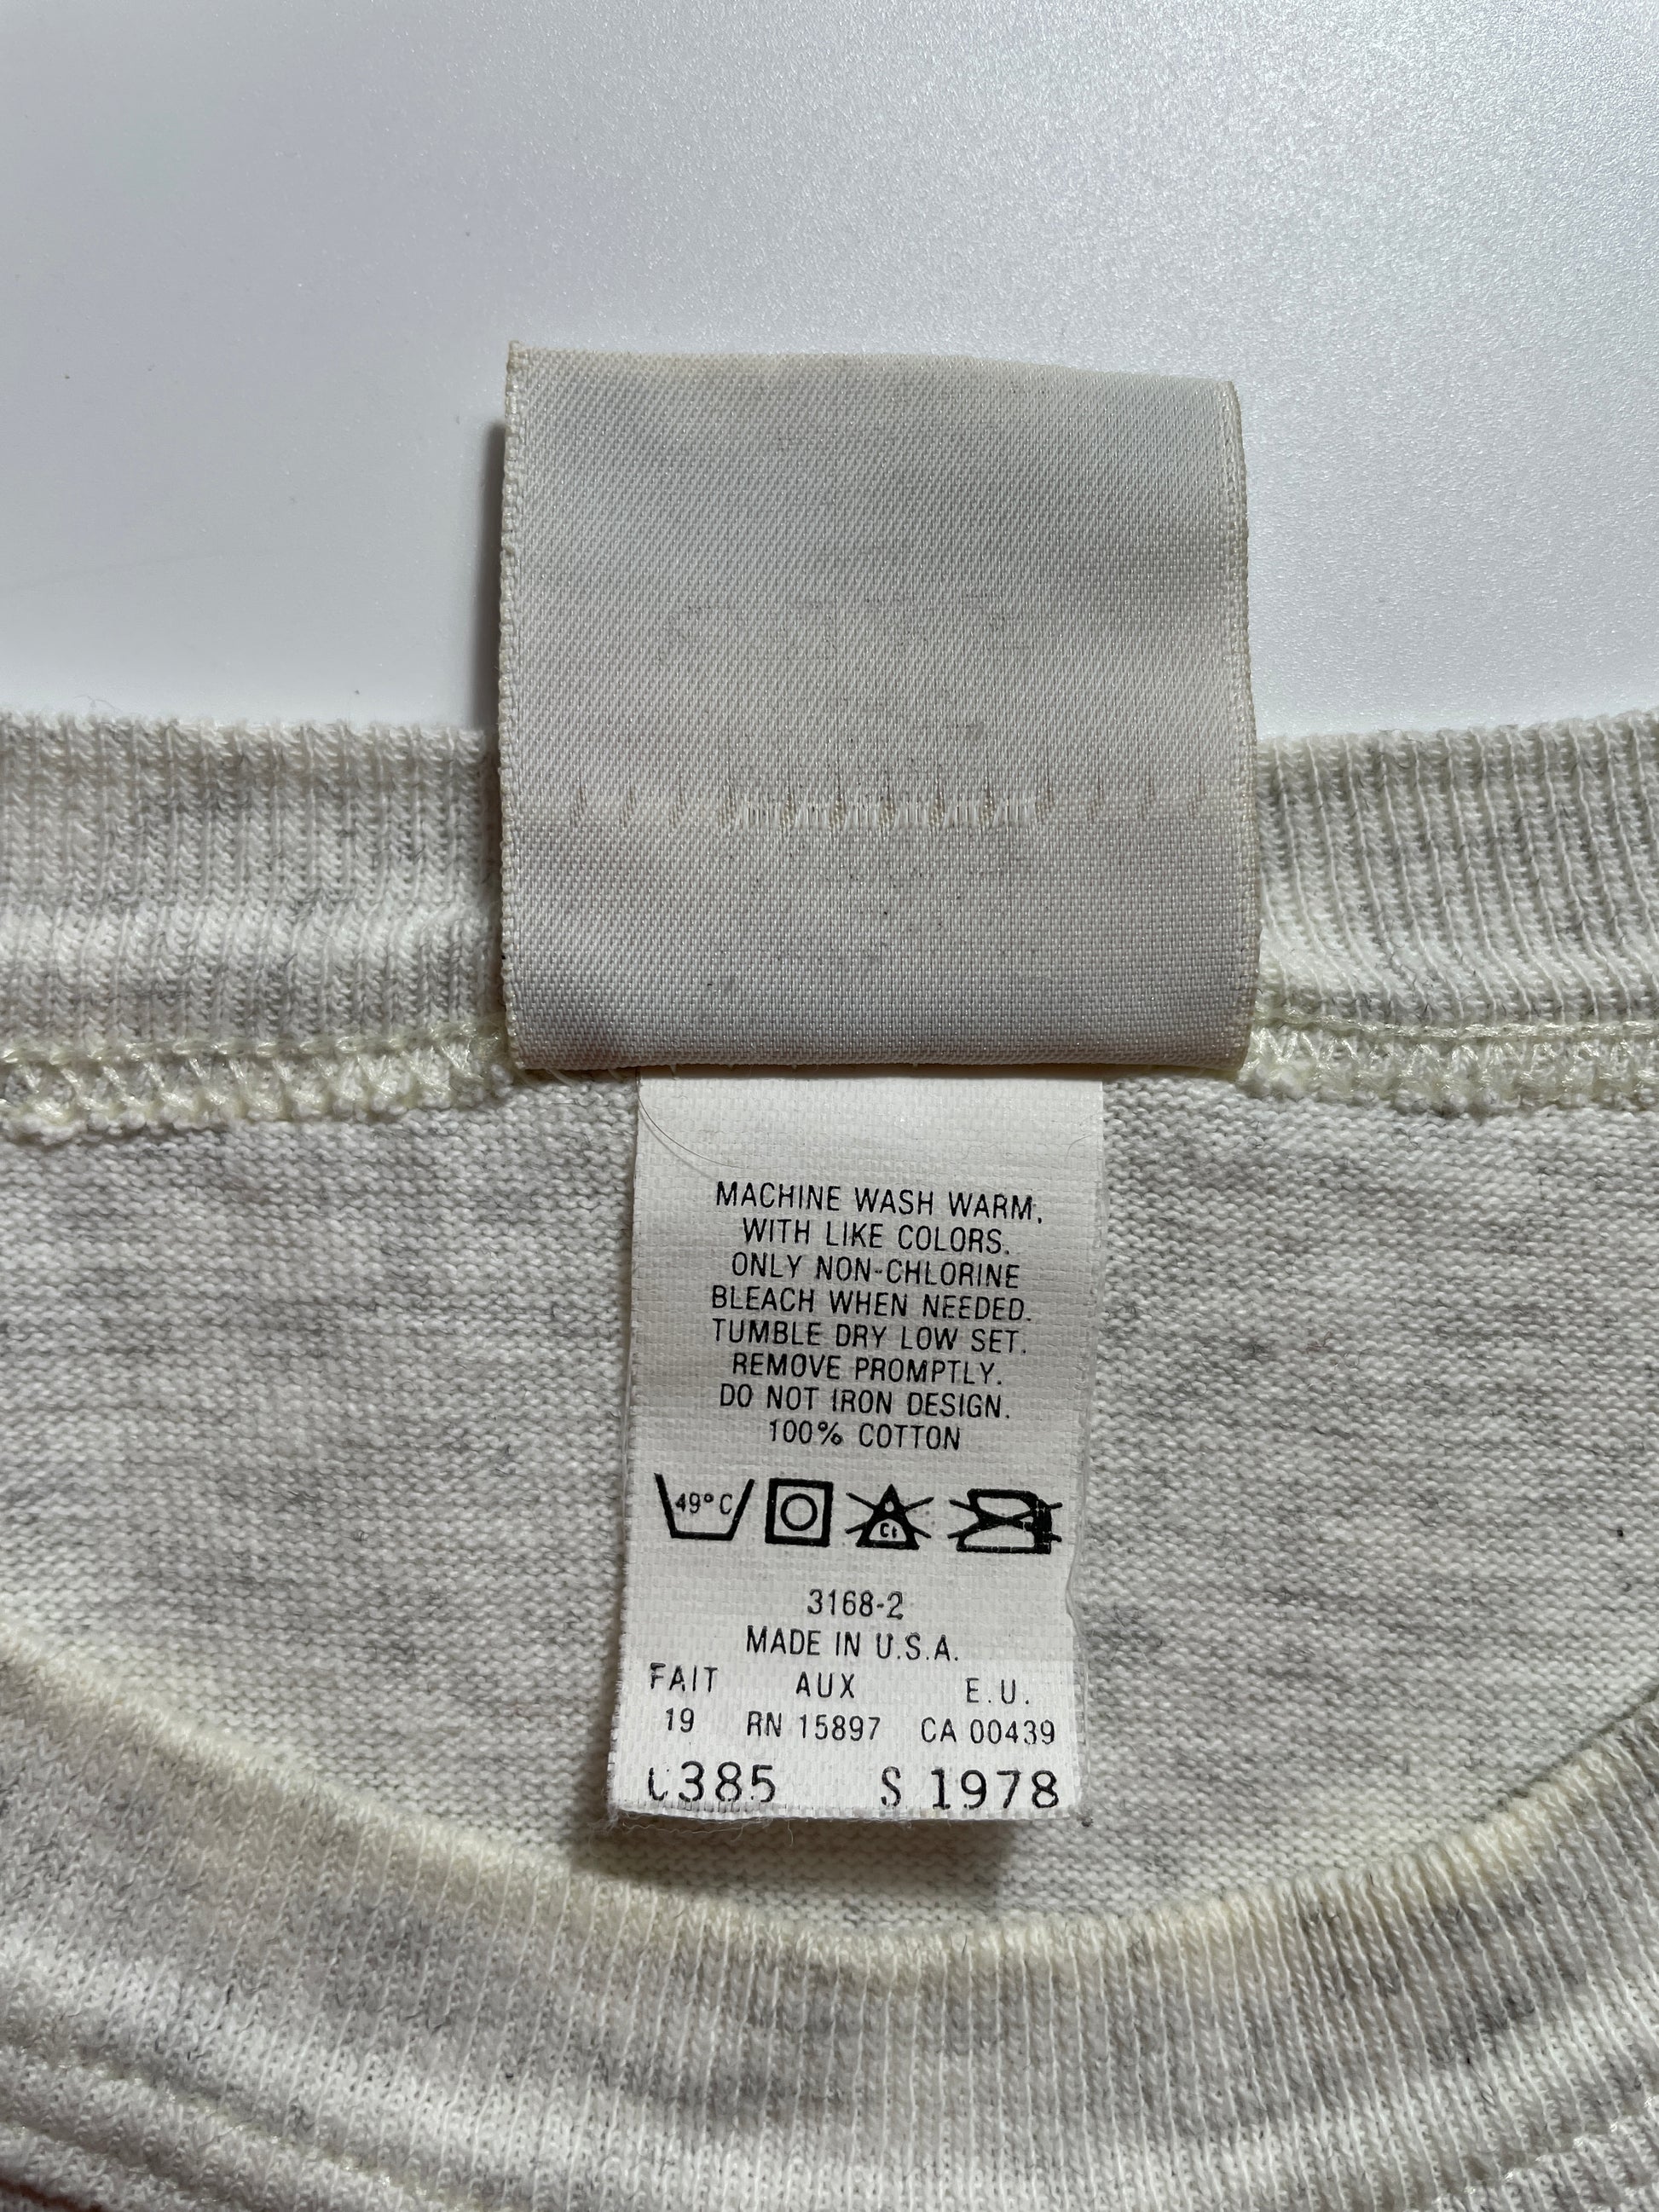 MACHINE WASH WARM,
WITH LIKE COLORS.
ONLY NON-CHLORINE
BLEACH WHEN NEEDED.
TUMBLE DRY LOW SET.
REMOVE PROMPTLY.
DO NOT IRON DESIGN.
100% COTTON
49°C
3168-2
MADE IN U.S.A.
FAIT AUX E.U.
19 RN 15897 CA 00439
S 1978